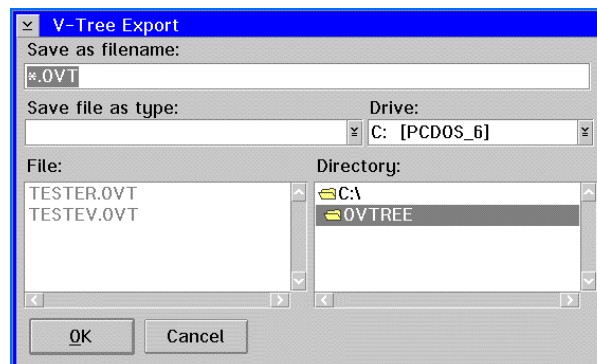 V-Tree Export
Save as filename:
*.OVT
Save file as type:
Drive:
C: [PCDOS_6]
File:
Directory:
TESTER.OVT
TESTEV.OVT
C:\
OVTREE
OK
Cancel